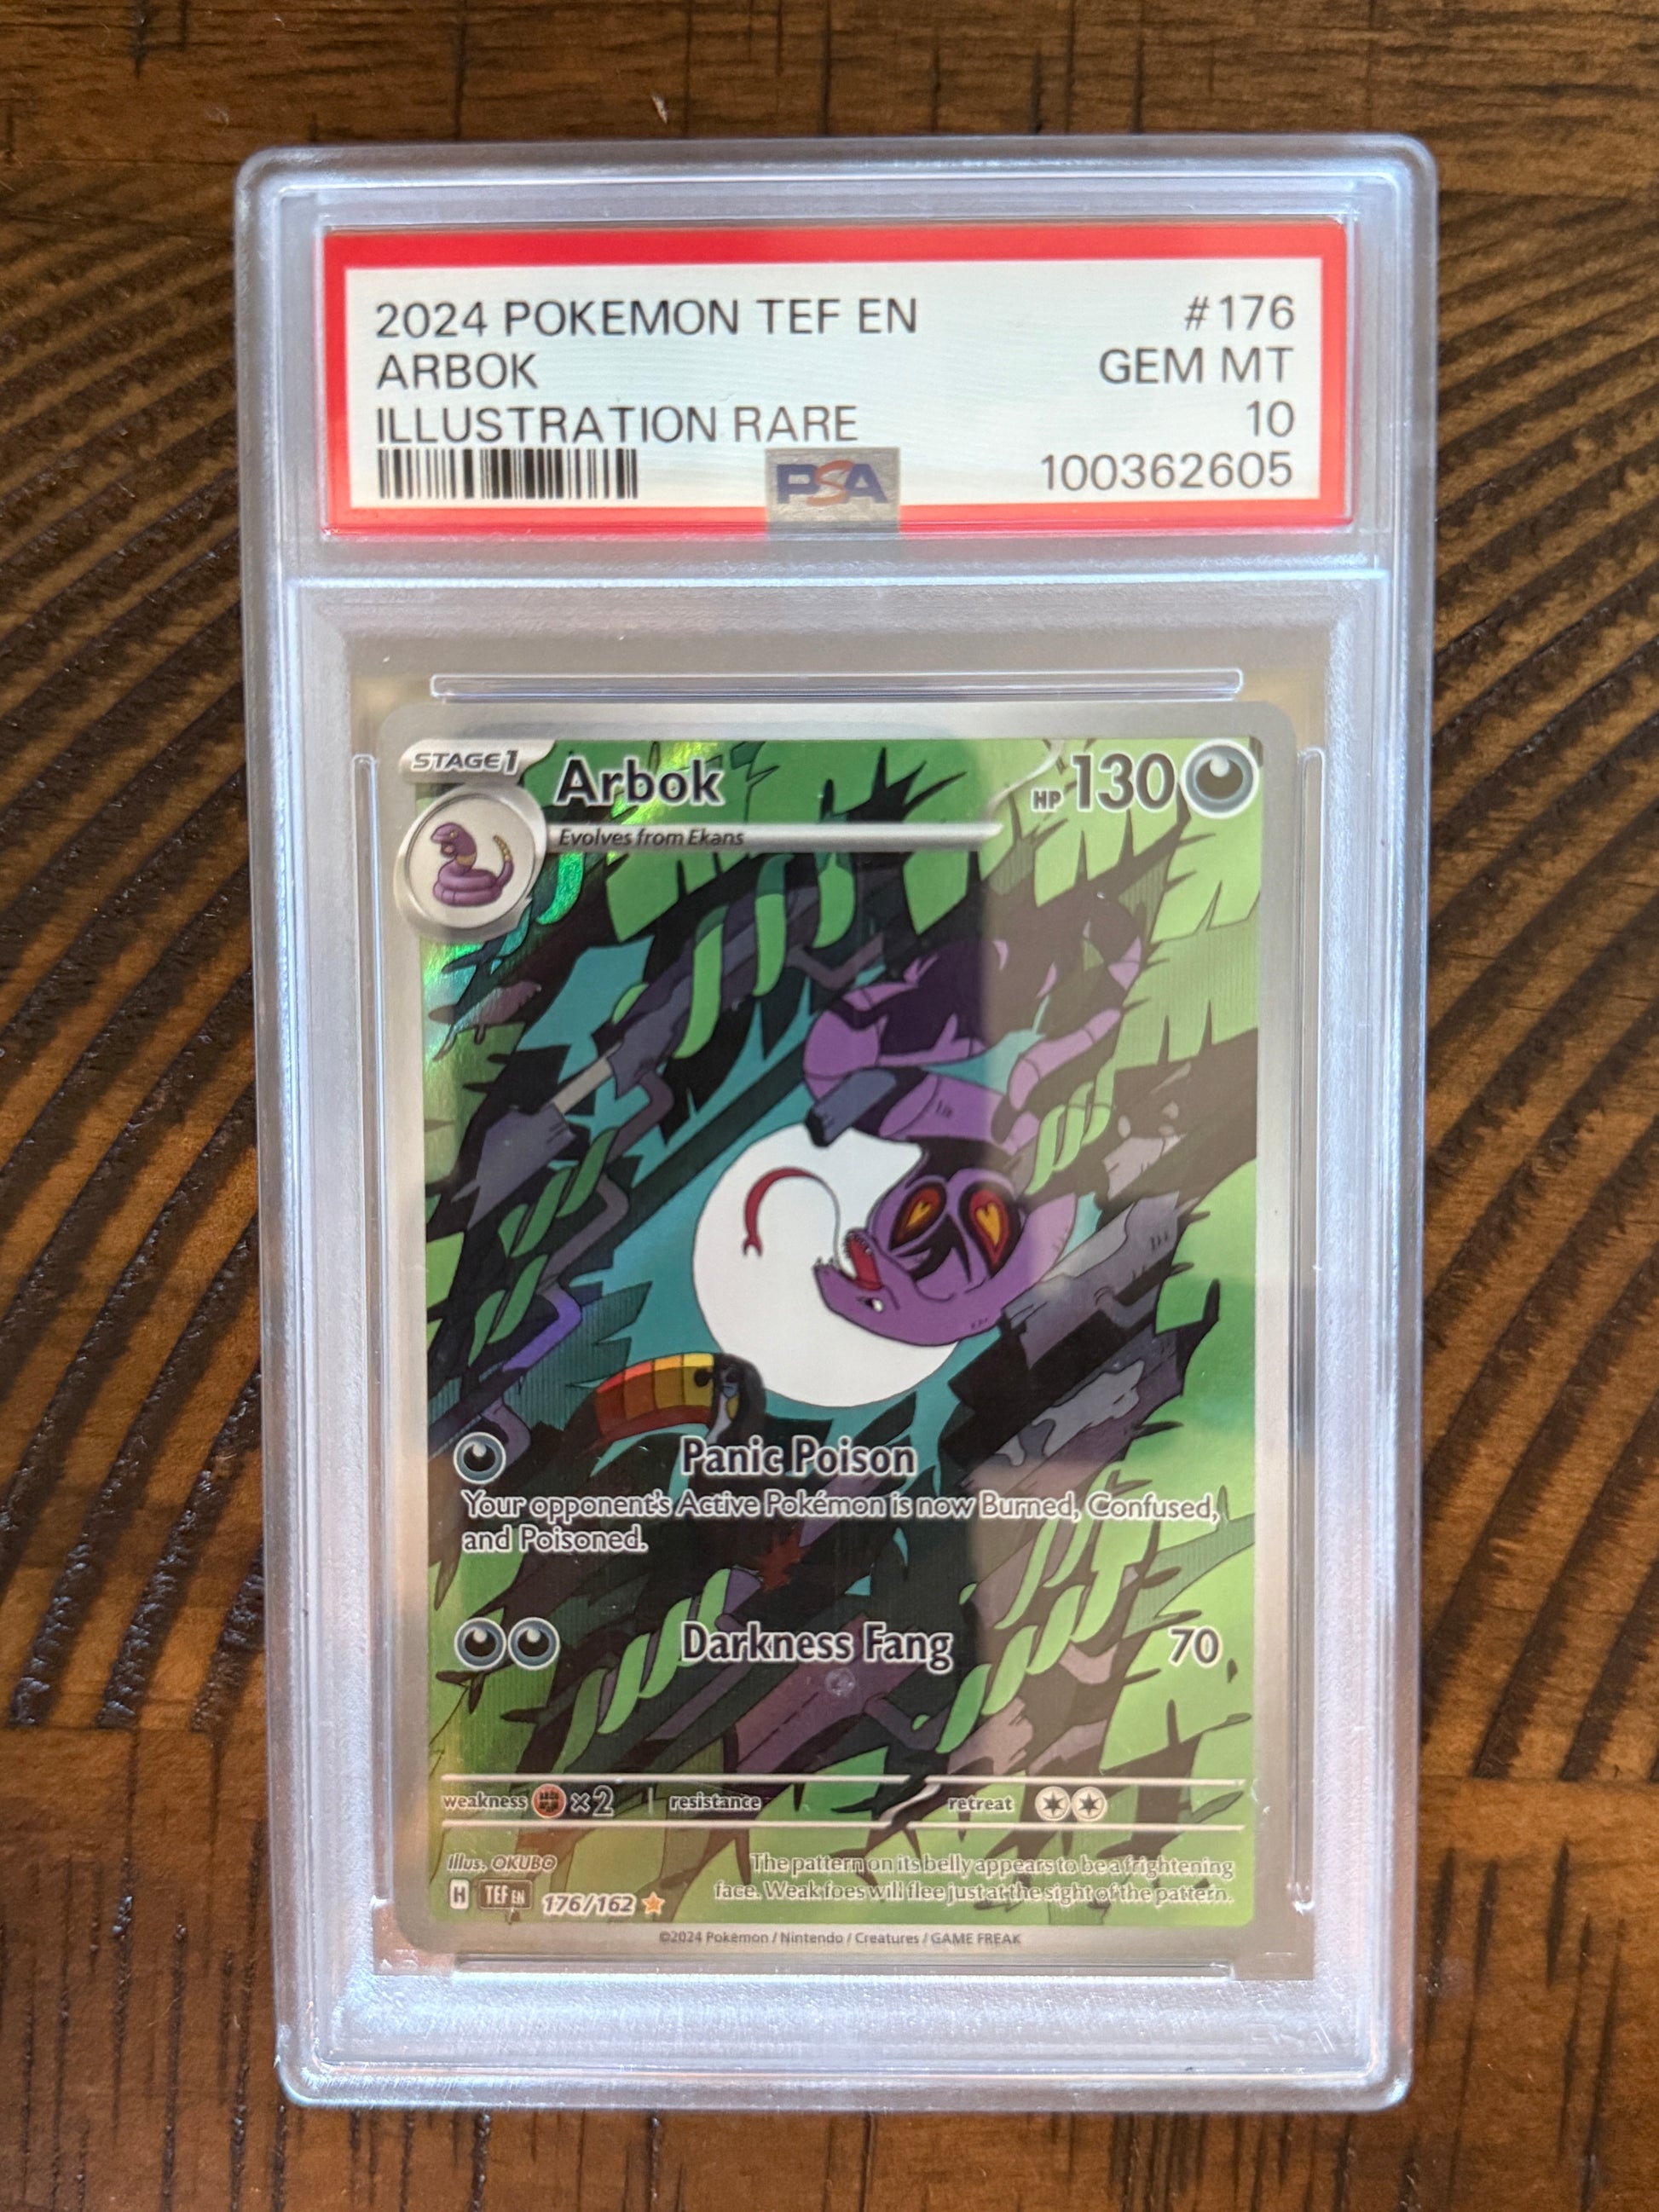 2024 POKEMON TEF EN #176
ARBOK GEM MT
ILLUSTRATION RARE 10
PSA 100362605
STAGE1 Arbok HP 130
Evolves from Ekans
Panic Poison
Your opponent's Active Pokémon is now Burned, Confused,
and Poisoned.
Darkness Fang 70
weakness ×2 resistance retreat
Illus. OKUBO
The pattern on its belly appears to be a frightening
face. Weak foes will flee just at the sight of the pattern.
H TEF EN 176/162
©2024 Pokémon / Nintendo / Creatures / GAME FREAK